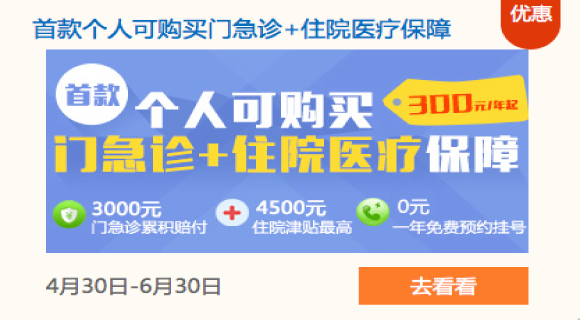 优惠
首款个人可购买门急诊+住院医疗保障
首款
个人可购买
300元/年起
门急诊+住院医疗保障
3000元
门急诊累积赔付
4500元
住院津贴最高
0元
一年免费预约挂号
4月30日-6月30日
去看看